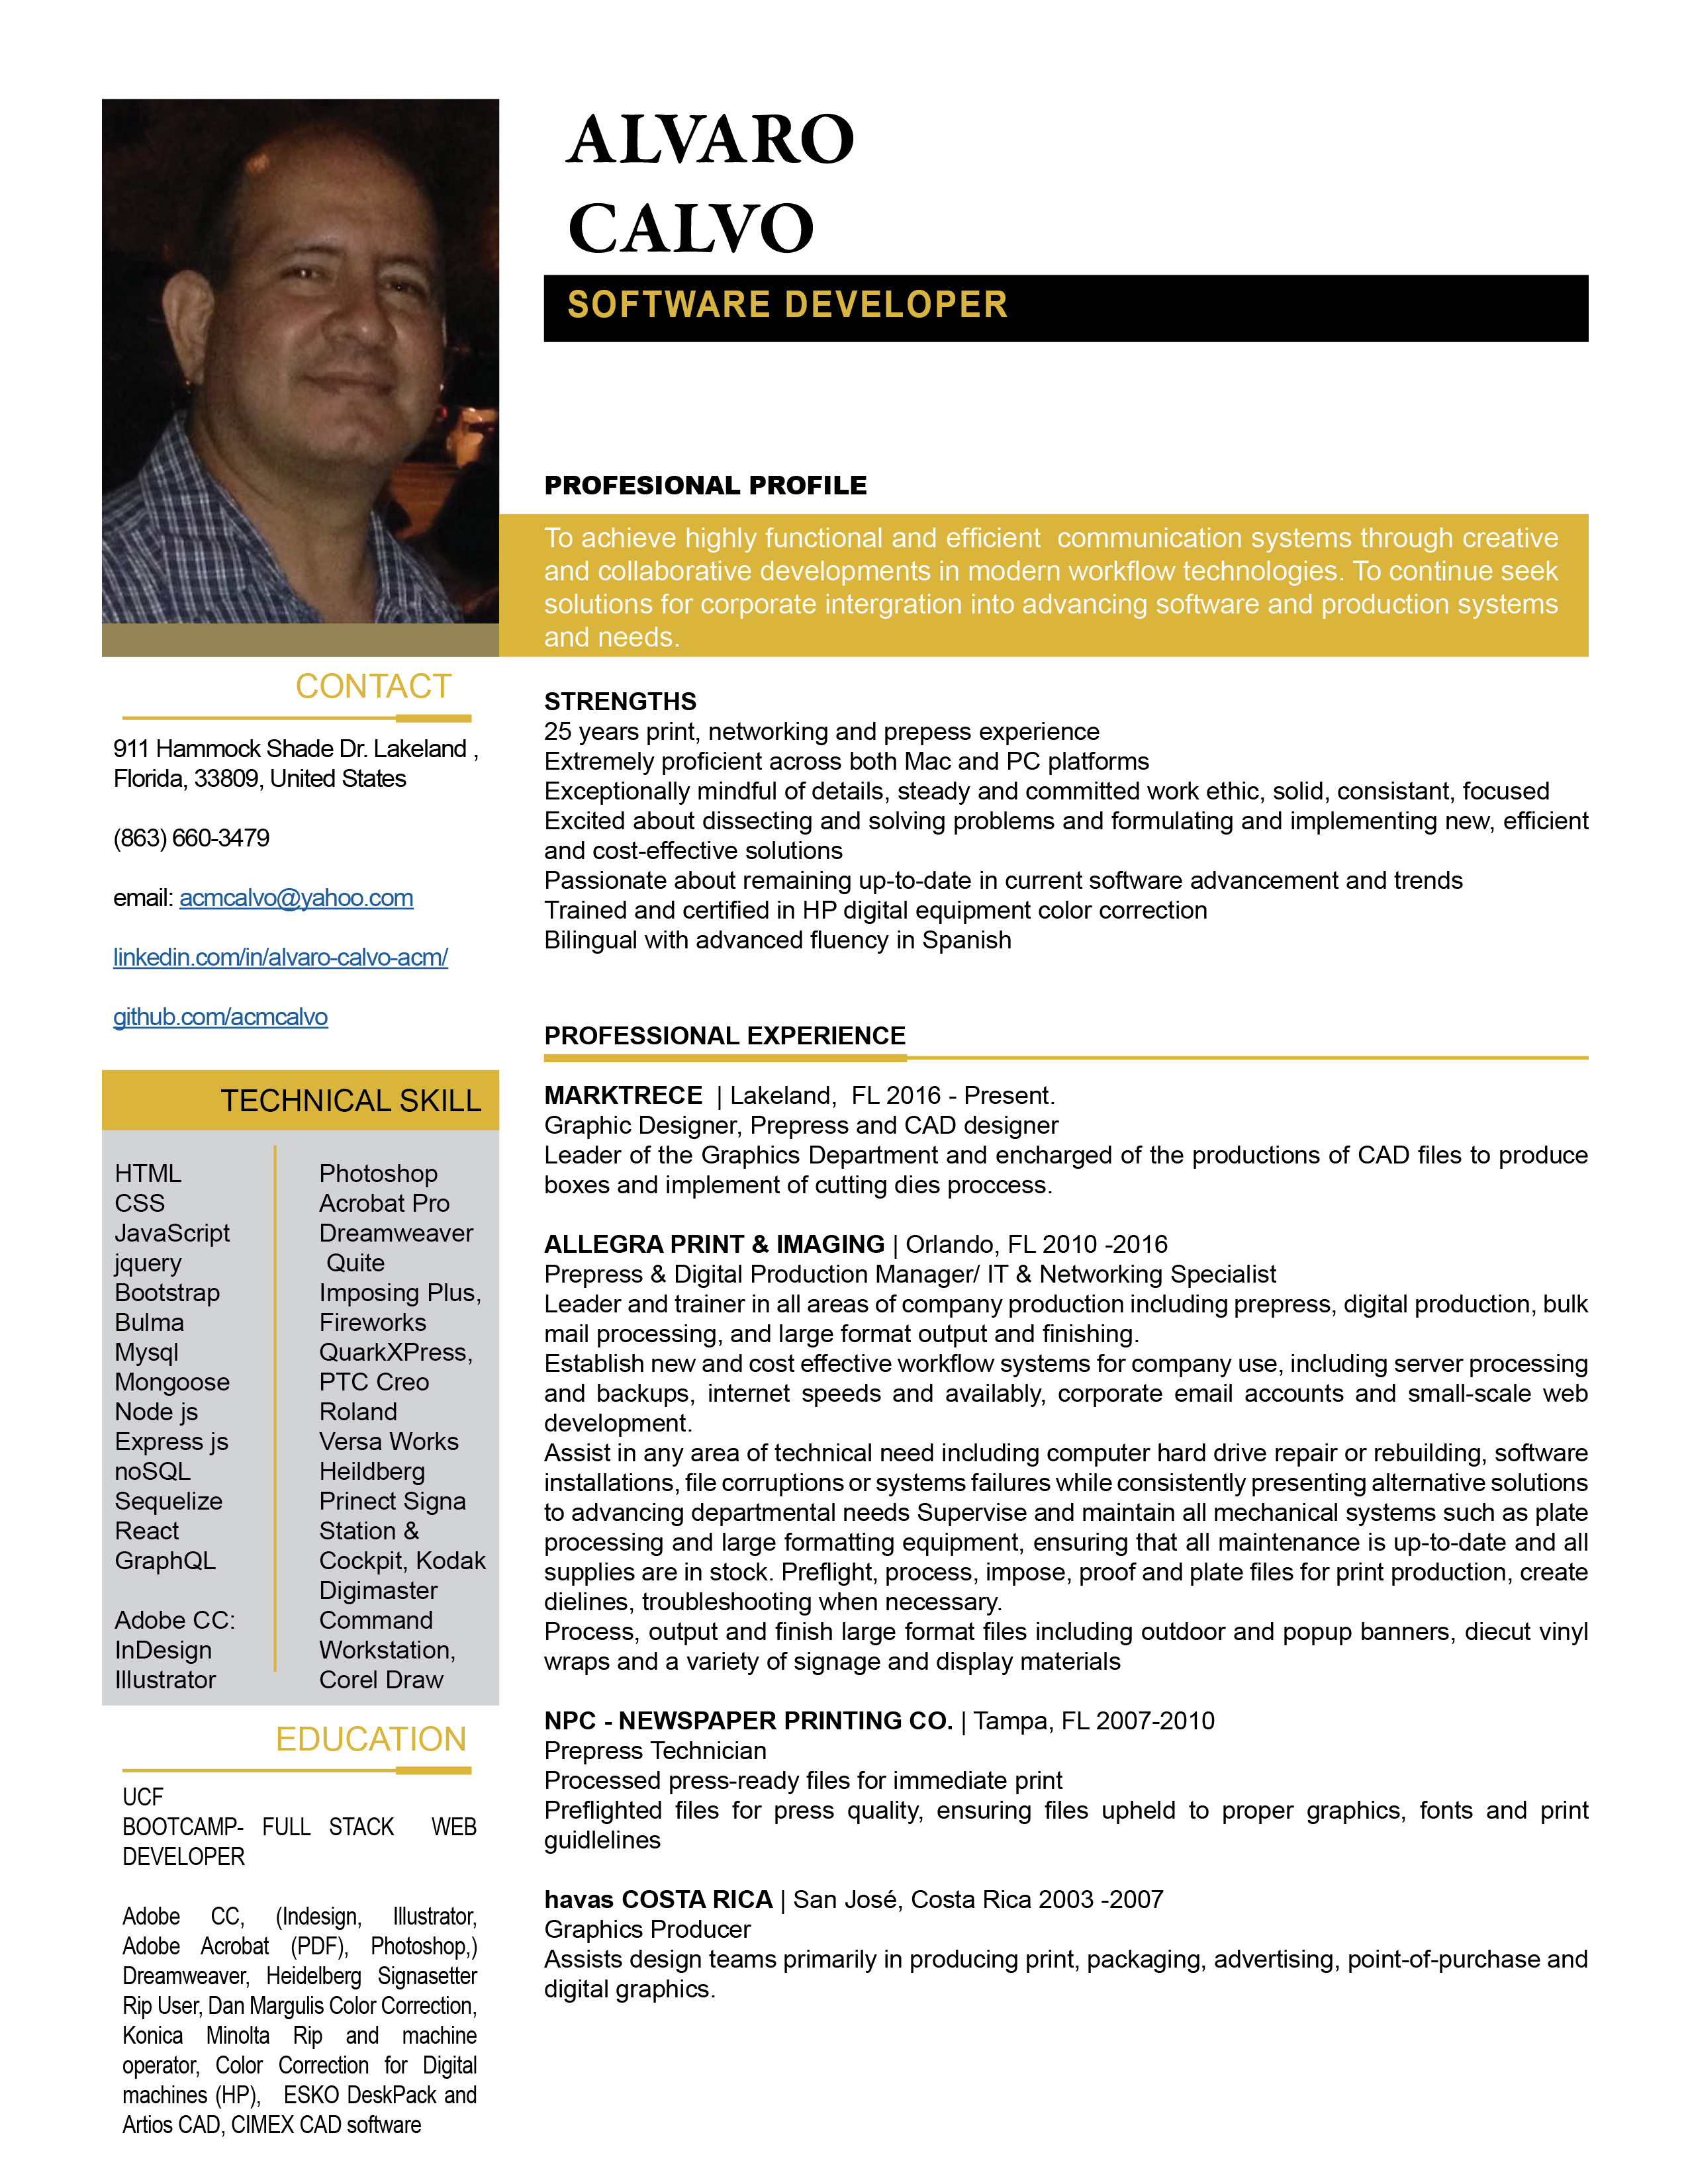 ALVARO
CALVO
SOFTWARE DEVELOPER
PROFESIONAL PROFILE
To achieve highly functional and efficient  communication systems through creative
and collaborative developments in modern workflow technologies. To continue seek
solutions for corporate intergration into advancing software and production systems
and needs.
CONTACT
911 Hammock Shade Dr. Lakeland ,
Florida, 33809, United States
(863) 660-3479
email: acmcalvo@yahoo.com
linkedin.com/in/alvaro-calvo-acm/
github.com/acmcalvo
TECHNICAL SKILL
HTML
CSS
JavaScript
jquery
Bootstrap
Bulma
Mysql
Mongoose
Node js
Express js
noSQL
Sequelize
React
GraphQL
Adobe CC:
InDesign
Illustrator
Photoshop
Acrobat Pro
Dreamweaver
Quite
Imposing Plus,
Fireworks
QuarkXPress,
PTC Creo
Roland
Versa Works
Heildberg
Prinect Signa
Station &
Cockpit, Kodak
Digimaster
Command
Workstation,
Corel Draw
EDUCATION
UCF
BOOTCAMP- FULL STACK WEB
DEVELOPER
Adobe CC, (Indesign, Illustrator,
Adobe Acrobat (PDF), Photoshop,)
Dreamweaver, Heidelberg Signasetter
Rip User, Dan Margulis Color Correction,
Konica Minolta Rip and machine
operator, Color Correction for Digital
machines (HP), ESKO DeskPack and
Artios CAD, CIMEX CAD software
STRENGTHS
25 years print, networking and prepess experience
Extremely proficient across both Mac and PC platforms
Exceptionally mindful of details, steady and committed work ethic, solid, consistant, focused
Excited about dissecting and solving problems and formulating and implementing new, efficient
and cost-effective solutions
Passionate about remaining up-to-date in current software advancement and trends
Trained and certified in HP digital equipment color correction
Bilingual with advanced fluency in Spanish
PROFESSIONAL EXPERIENCE
MARKTRECE | Lakeland, FL 2016 - Present.
Graphic Designer, Prepress and CAD designer
Leader of the Graphics Department and encharged of the productions of CAD files to produce
boxes and implement of cutting dies proccess.
ALLEGRA PRINT & IMAGING | Orlando, FL 2010 -2016
Prepress & Digital Production Manager/ IT & Networking Specialist
Leader and trainer in all areas of company production including prepress, digital production, bulk
mail processing, and large format output and finishing.
Establish new and cost effective workflow systems for company use, including server processing
and backups, internet speeds and availably, corporate email accounts and small-scale web
development.
Assist in any area of technical need including computer hard drive repair or rebuilding, software
installations, file corruptions or systems failures while consistently presenting alternative solutions
to advancing departmental needs Supervise and maintain all mechanical systems such as plate
processing and large formatting equipment, ensuring that all maintenance is up-to-date and all
supplies are in stock. Preflight, process, impose, proof and plate files for print production, create
dielines, troubleshooting when necessary.
Process, output and finish large format files including outdoor and popup banners, diecut vinyl
wraps and a variety of signage and display materials
NPC - NEWSPAPER PRINTING CO. | Tampa, FL 2007-2010
Prepress Technician
Processed press-ready files for immediate print
Preflighted files for press quality, ensuring files upheld to proper graphics, fonts and print
guidlelines
havas COSTA RICA | San José, Costa Rica 2003 -2007
Graphics Producer
Assists design teams primarily in producing print, packaging, advertising, point-of-purchase and
digital graphics.